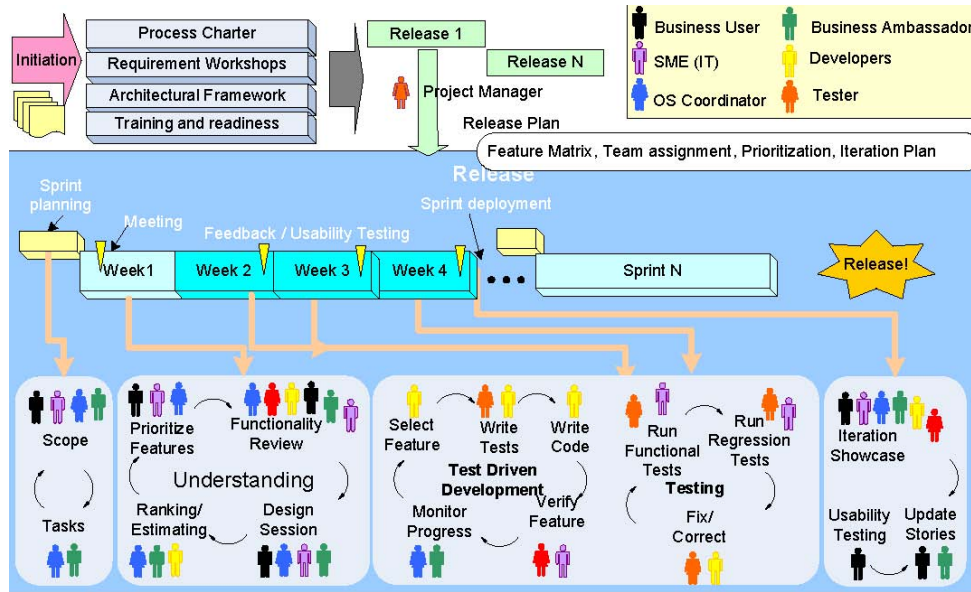 Initiation
Process Charter
Requirement Workshops
Architectural Framework
Training and readiness
Release 1
Release N
Project Manager
Release Plan
Business User
Business Ambassador
SME (IT)
Developers
OS Coordinator
Tester
Feature Matrix, Team assignment, Prioritization, Iteration Plan
Release
Sprint
planning
Meeting
Feedback / Usability Testing
Sprint deployment
Week1
Week 2
Week 3
Week 4
Sprint N
Release!
Scope
Tasks
Prioritize
Features
Functionality
Review
Understanding
Ranking/
Estimating
Design
Session
Select
Feature
Write
Tests
Write
Code
Test Driven
Development
Monitor
Progress
Verify
Feature
Run
Functional
Tests
Run
Regression
Tests
Testing
Fix/
Correct
Iteration
Showcase
Usability
Testing
Update
Stories